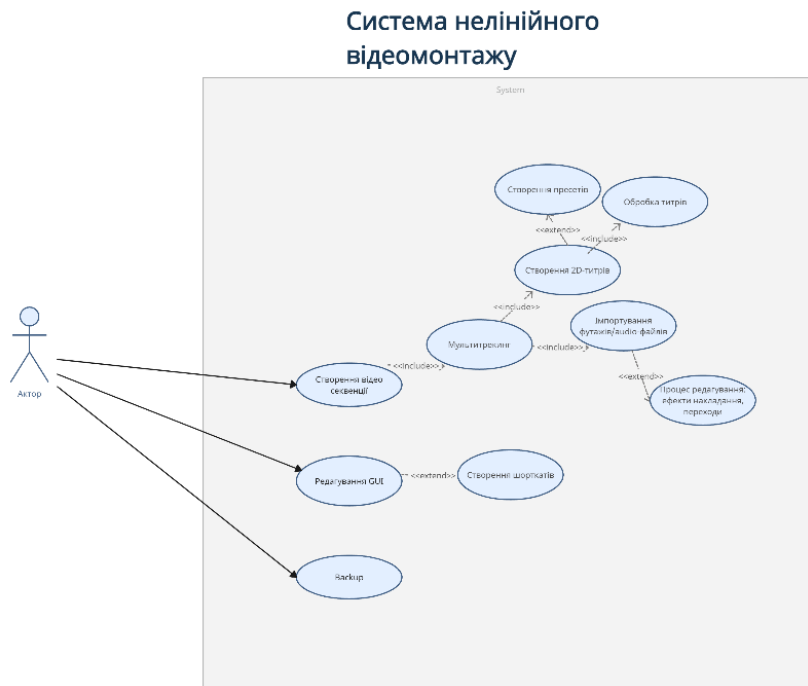 Система нелінійного
відеомонтажу
System
Створення пресетів
Обробка титрів
<<extend>>
<<include>>
Створення 2D-титрів
<<include>>
Імпортування
футажів/audio файлів
Мультитрекінг
<<include>>
<<include>>
Створення відео
секвенції
<<extend>>
Процес редагування:
ефекти накладання,
переходи
Актор
Редагування GUI
<<extend>>
Створення шорткатів
Backup